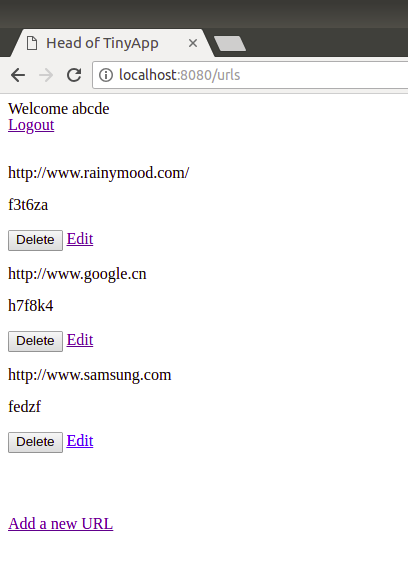 Head of TinyApp
localhost:8080/urls
Welcome abcde
Logout
http://www.rainymood.com/
f3t6za
Delete Edit
http://www.google.cn
h7f8k4
Delete Edit
http://www.samsung.com
fedzf
Delete Edit
Add a new URL